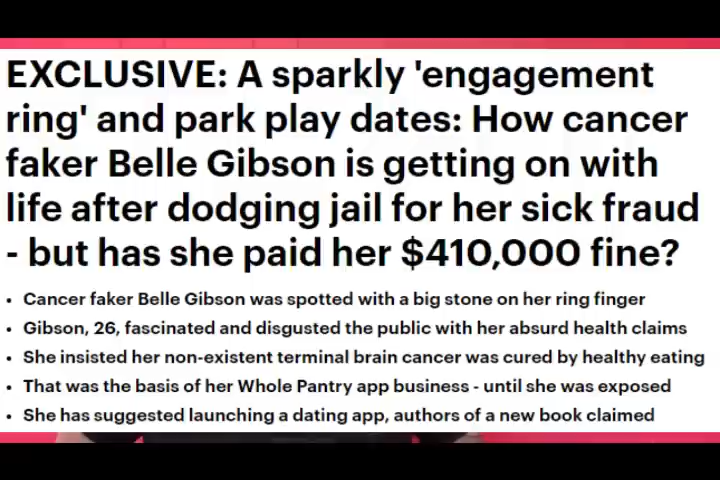 EXCLUSIVE: A sparkly 'engagement
ring' and park play dates: How cancer
faker Belle Gibson is getting on with
life after dodging jail for her sick fraud
- but has she paid her $410,000 fine?
• Cancer faker Belle Gibson was spotted with a big stone on her ring finger
• Gibson, 26, fascinated and disgusted the public with her absurd health claims
• She insisted her non-existent terminal brain cancer was cured by healthy eating
• That was the basis of her Whole Pantry app business - until she was exposed
• She has suggested launching a dating app, authors of a new book claimed